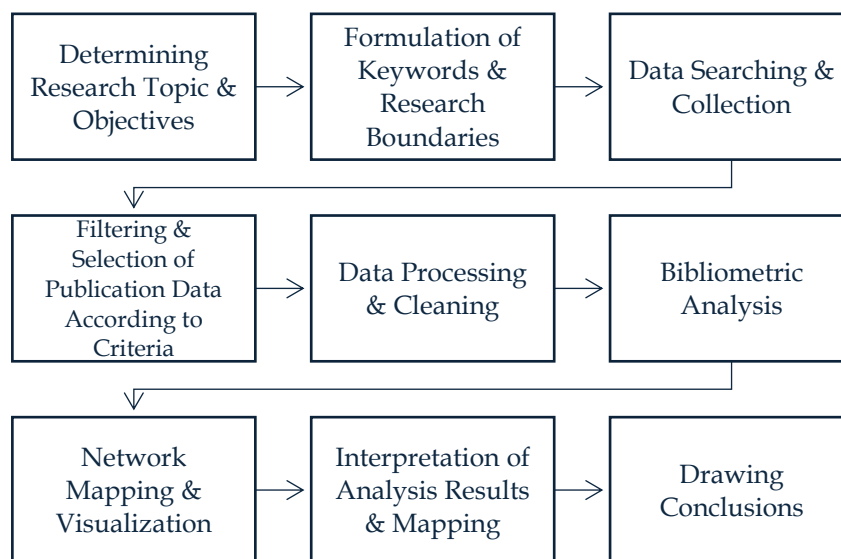 Determining
Research Topic &
Objectives
Formulation of
Keywords &
Research
Boundaries
Data Searching &
Collection
Filtering &
Selection of
Publication Data
According to
Criteria
Data Processing
& Cleaning
Bibliometric
Analysis
Network
Mapping &
Visualization
Interpretation of
Analysis Results
& Mapping
Drawing
Conclusions